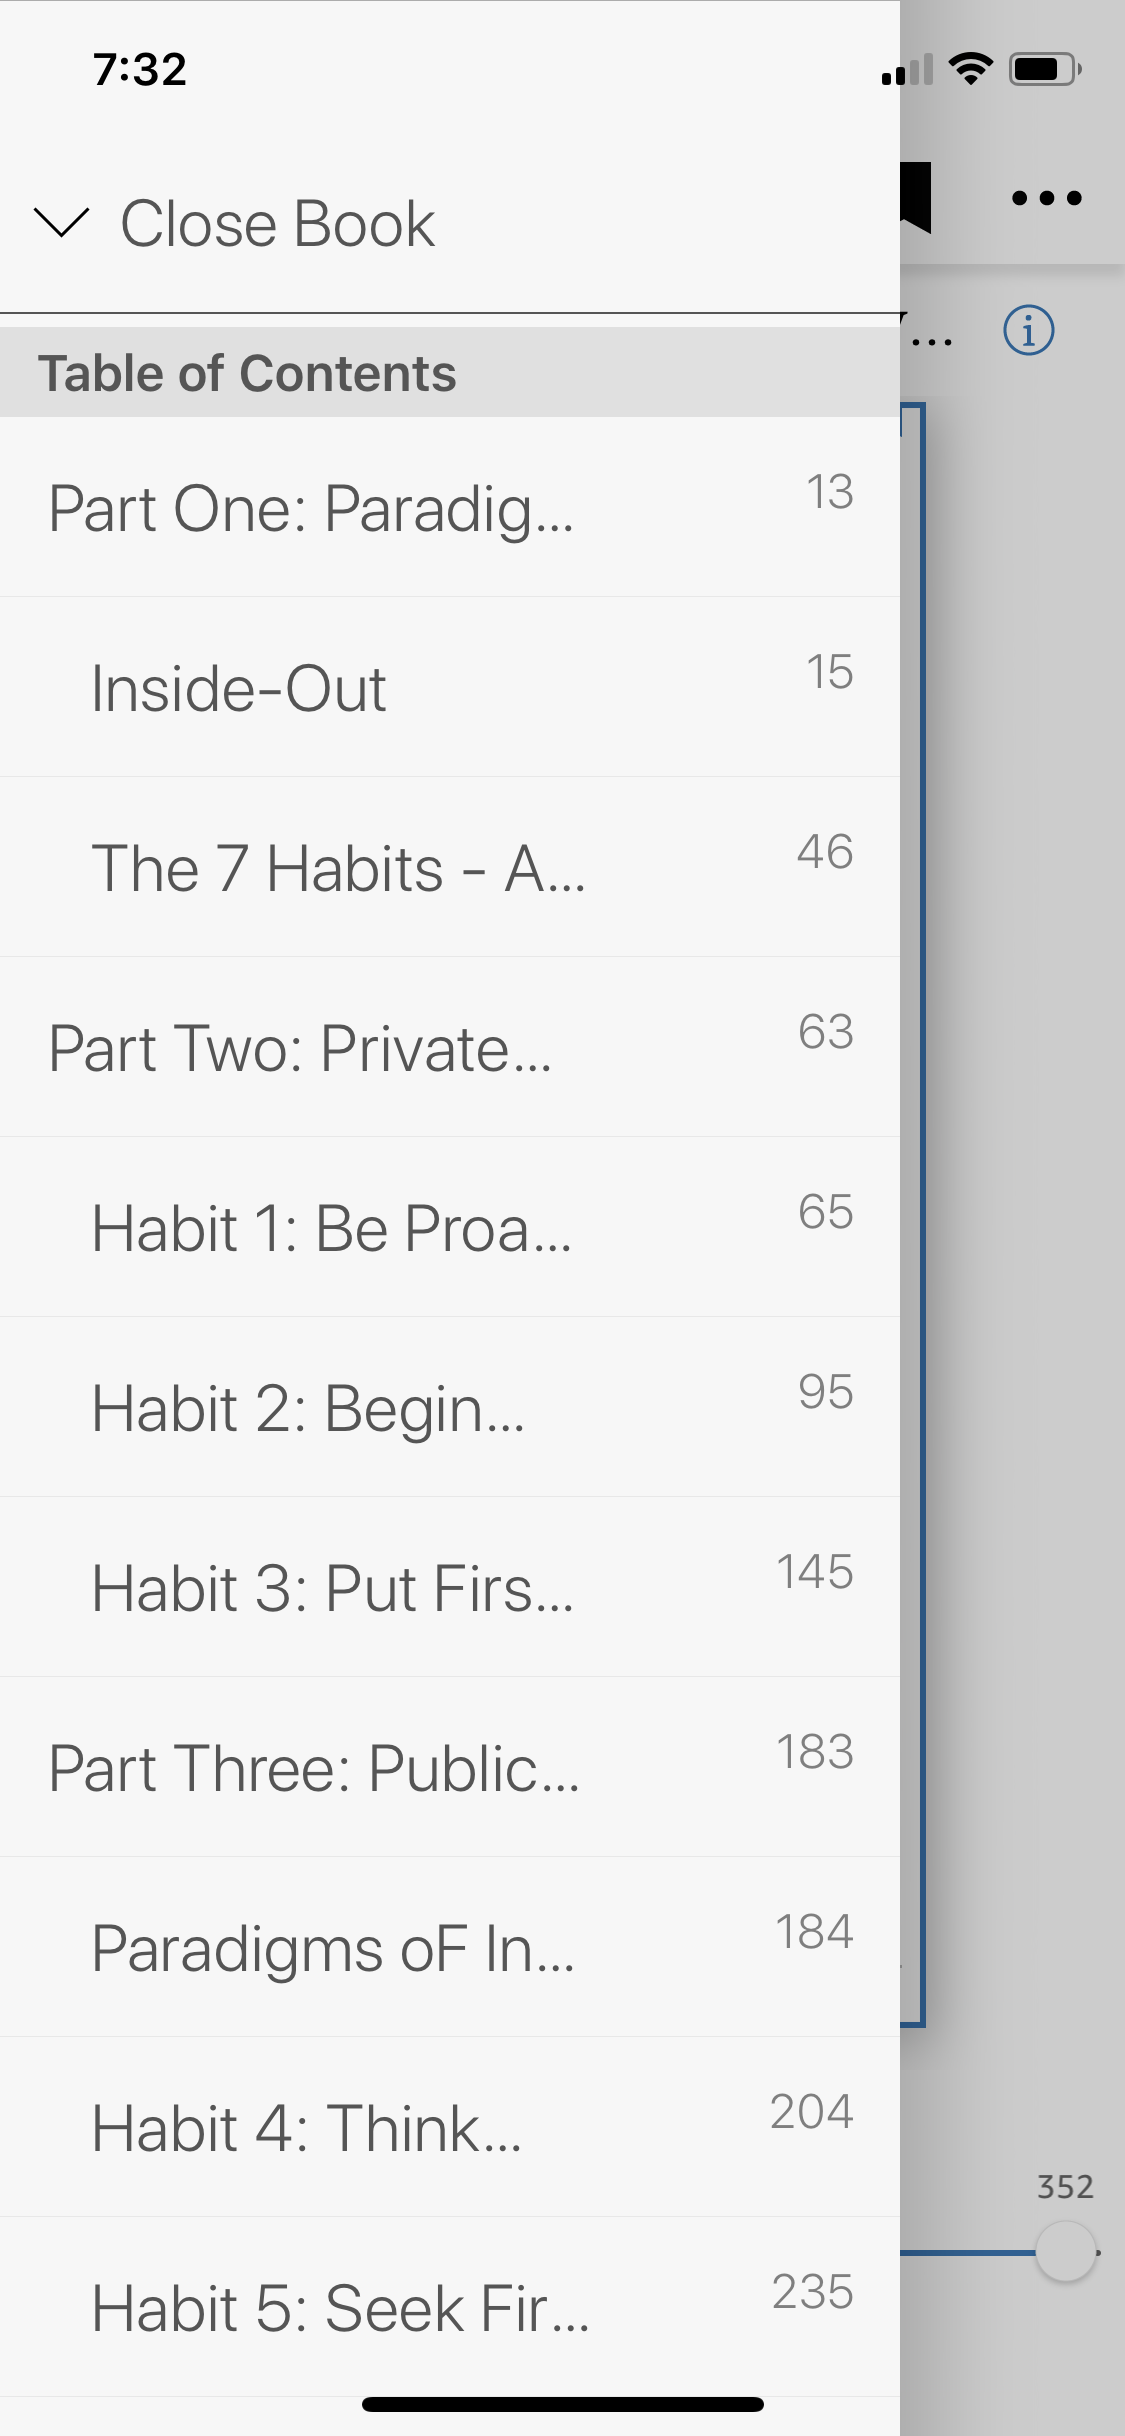 7:32
Close Book
...
Table of Contents
Part One: Paradig... 13
Inside-Out 15
The 7 Habits - A... 46
Part Two: Private... 63
Habit 1: Be Proa... 65
Habit 2: Begin... 95
Habit 3: Put Firs... 145
Part Three: Public... 183
Paradigms oF In... 184
Habit 4: Think... 204
352
Habit 5: Seek Fir... 235